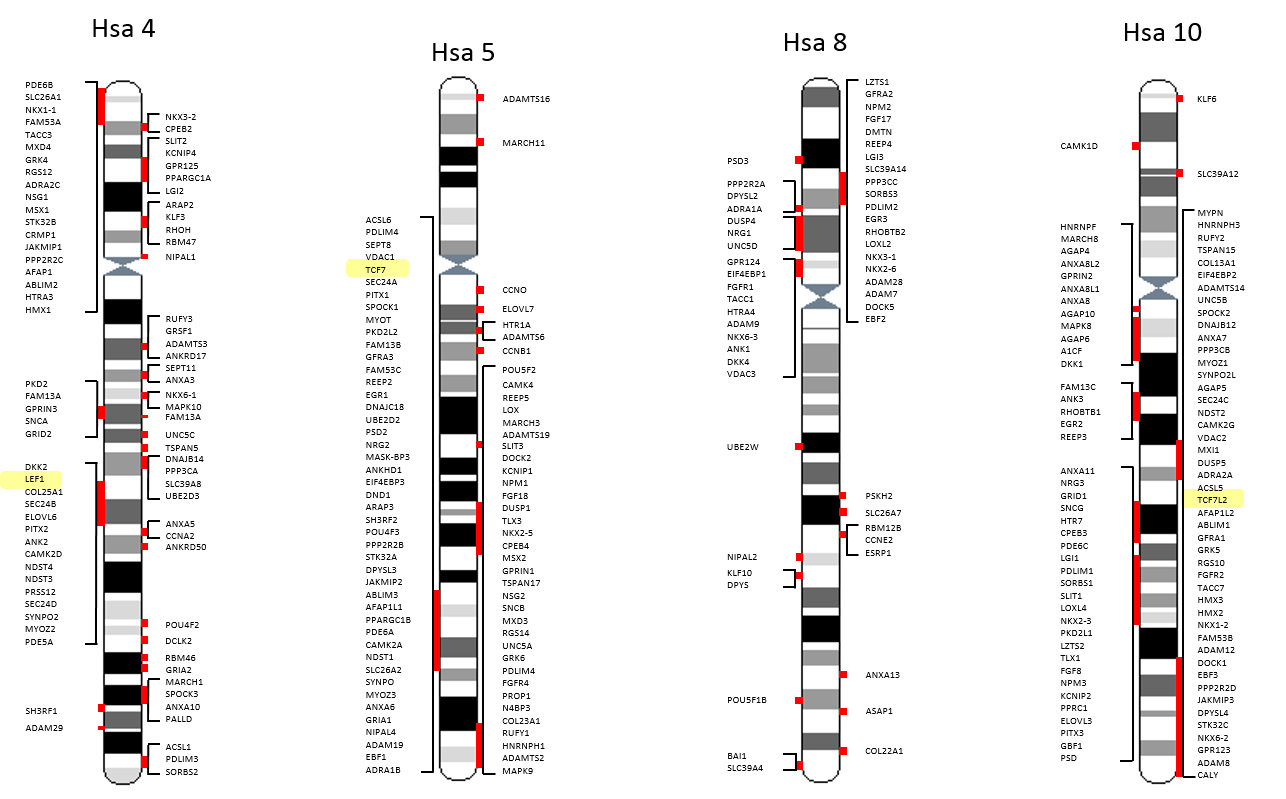 Hsa 4
PDE6B
SLC26A1
NKX1-1
FAM53A
TACC3
MXD4
GRK4
RGS12
ADRA2C
NSG1
MSX1
STK32B
CRMP1
JAKMIP1
PPP2R2C
AFAP1
ABLIM2
HTRA3
HMX1
PKD2
FAM13A
GPRIN3
SNCA
GRID2
DKK2
LEF1
COL25A1
SEC24B
ELOVL6
PITX2
ANK2
CAMK2D
NDST4
NDST3
PRSS12
SEC24D
SYNPO2
MYOZ2
PDE5A
SH3RF1
ADAM29
NKX3-2
CPEB2
SLIT2
KCNIP4
GPR125
PPARGC1A
LGI2
ARAP2
KLF3
RHOH
RBM47
NIPAL1
RUFY3
GRSF1
ADAMTS3
ANKRD17
SEPT11
ANXA3
NKX6-1
MAPK10
FAM13A
UNC5C
TSPAN5
DNAJB14
PPP3CA
SLC39A8
UBE2D3
ANXA5
CCNA2
ANKRD50
POU4F2
DCLK2
RBM46
GRIA2
MARCH1
SPOCK3
ANXA10
PALLD
ACSL1
PDLIM3
SORBS2
Hsa 5
ACSL6
PDLIM4
SEPT8
VDAC1
TCF7
SEC24A
PITX1
SPOCK1
MYOT
PKD2L2
FAM13B
GFRA3
FAM53C
REEP2
EGR1
DNAJC18
UBE2D2
PSD2
NRG2
MASK-BP3
ANKHD1
EIF4EBP3
DND1
ARAP3
SH3RF2
POU4F3
PPP2R2B
STK32A
DPYSL3
JAKMIP2
ABLIM3
AFAP1L1
PPARGC1B
PDE6A
CAMK2A
NDST1
SLC26A2
SYNPO
MYOZ3
ANXA6
GRIA1
NIPAL4
ADAM19
EBF1
ADRA1B
ADAMTS16
MARCH11
CCNO
ELOVL7
HTR1A
ADAMTS6
CCNB1
POU5F2
CAMK4
REEP5
LOX
MARCH3
ADAMTS19
SLIT3
DOCK2
KCNIP1
NPM1
FGF18
DUSP1
TLX3
NKX2-5
CPEB4
MSX2
GPRIN1
TSPAN17
NSG2
SNCB
MXD3
RGS14
UNC5A
GRK6
PDLIM4
FGFR4
PROP1
N4BP3
COL23A1
RUFY1
HNRNPH1
ADAMTS2
MAPK9
Hsa 8
PSD3
PPP2R2A
DPYSL2
ADRA1A
DUSP4
NRG1
UNC5D
GPR124
EIF4EBP1
FGFR1
TACC1
HTRA4
ADAM9
NKX6-3
ANK1
DKK4
VDAC3
UBE2W
NIPAL2
KLF10
DPYS
POU5F1B
BAI1
SLC39A4
LZTS1
GFRA2
NPM2
FGF17
DMTN
REEP4
LGI3
SLC39A14
PPP3CC
SORBS3
PDLIM2
EGR3
RHOBTB2
LOXL2
NKX3-1
NKX2-6
ADAM28
ADAM7
DOCK5
EBF2
PSKH2
SLC26A7
RBM12B
CCNE2
ESRP1
ANXA13
ASAP1
COL22A1
Hsa 10
CAMK1D
HNRNPF
MARCH8
AGAP4
ANXA8L2
GPRIN2
ANXA8L1
ANXA8
AGAP10
MAPK8
AGAP6
A1CF
DKK1
FAM13C
ANK3
RHOBTB1
EGR2
REEP3
ANXA11
NRG3
GRID1
SNCG
HTR7
CPEB3
PDE6C
LGI1
PDLIM1
SORBS1
SLIT1
LOXL4
NKX2-3
PKD2L1
LZTS2
TLX1
FGF8
NPM3
KCNIP2
PPRC1
ELOVL3
PITX3
GBF1
PSD
KLF6
SLC39A12
MYPN
HNRNPH3
RUFY2
TSPAN15
COL13A1
EIF4EBP2
ADAMTS14
UNC5B
SPOCK2
DNAJB12
ANXA7
PPP3CB
MYOZ1
SYNPO2L
AGAP5
SEC24C
NDST2
CAMK2G
VDAC2
MXI1
DUSP5
ADRA2A
ACSL5
TCF7L2
AFAP1L2
ABLIM1
GFRA1
GRK5
RGS10
FGFR2
TACC7
HMX3
HMX2
NKX1-2
FAM53B
ADAM12
DOCK1
EBF3
PPP2R2D
JAKMIP3
DPYSL4
STK32C
NKX6-2
GPR123
ADAM8
CALY